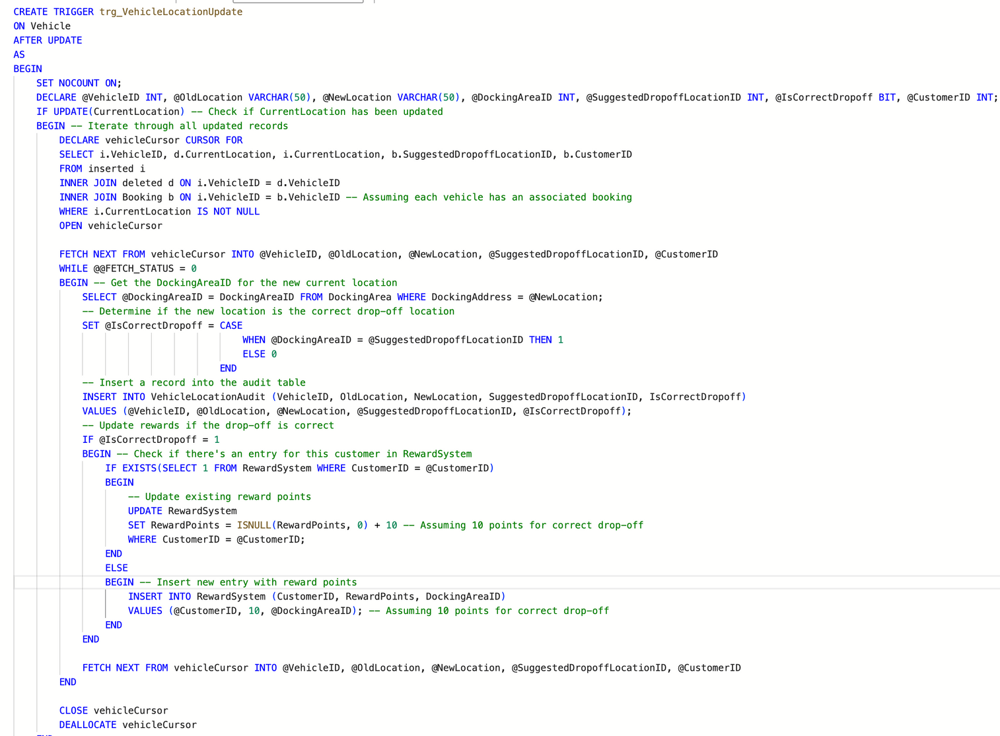 CREATE TRIGGER trg_VehicleLocationUpdate
ON Vehicle
AFTER UPDATE
AS
BEGIN
    SET NOCOUNT ON;
    DECLARE @VehicleID INT, @OldLocation VARCHAR(50), @NewLocation VARCHAR(50), @DockingAreaID INT, @SuggestedDropoffLocationID INT, @IsCorrectDropoff BIT, @CustomerID INT;
    IF UPDATE(CurrentLocation) -- Check if CurrentLocation has been updated
    BEGIN -- Iterate through all updated records
        DECLARE vehicleCursor CURSOR FOR
        SELECT i.VehicleID, d.CurrentLocation, i.CurrentLocation, b.SuggestedDropoffLocationID, b.CustomerID
        FROM inserted i
        INNER JOIN deleted d ON i.VehicleID = d.VehicleID
        INNER JOIN Booking b ON i.VehicleID = b.VehicleID -- Assuming each vehicle has an associated booking
        WHERE i.CurrentLocation IS NOT NULL
        OPEN vehicleCursor

        FETCH NEXT FROM vehicleCursor INTO @VehicleID, @OldLocation, @NewLocation, @SuggestedDropoffLocationID, @CustomerID
        WHILE @@FETCH_STATUS = 0
        BEGIN -- Get the DockingAreaID for the new current location
            SELECT @DockingAreaID = DockingAreaID FROM DockingArea WHERE DockingAddress = @NewLocation;
            -- Determine if the new location is the correct drop-off location
            SET @IsCorrectDropoff = CASE
                                        WHEN @DockingAreaID = @SuggestedDropoffLocationID THEN 1
                                        ELSE 0
                                    END
            -- Insert a record into the audit table
            INSERT INTO VehicleLocationAudit (VehicleID, OldLocation, NewLocation, SuggestedDropoffLocationID, IsCorrectDropoff)
            VALUES (@VehicleID, @OldLocation, @NewLocation, @SuggestedDropoffLocationID, @IsCorrectDropoff);
            -- Update rewards if the drop-off is correct
            IF @IsCorrectDropoff = 1
            BEGIN -- Check if there's an entry for this customer in RewardSystem
                IF EXISTS(SELECT 1 FROM RewardSystem WHERE CustomerID = @CustomerID)
                BEGIN
                    -- Update existing reward points
                    UPDATE RewardSystem
                    SET RewardPoints = ISNULL(RewardPoints, 0) + 10 -- Assuming 10 points for correct drop-off
                    WHERE CustomerID = @CustomerID;
                END
                ELSE
                BEGIN -- Insert new entry with reward points
                    INSERT INTO RewardSystem (CustomerID, RewardPoints, DockingAreaID)
                    VALUES (@CustomerID, 10, @DockingAreaID); -- Assuming 10 points for correct drop-off
                END
            END

            FETCH NEXT FROM vehicleCursor INTO @VehicleID, @OldLocation, @NewLocation, @SuggestedDropoffLocationID, @CustomerID
        END

        CLOSE vehicleCursor
        DEALLOCATE vehicleCursor